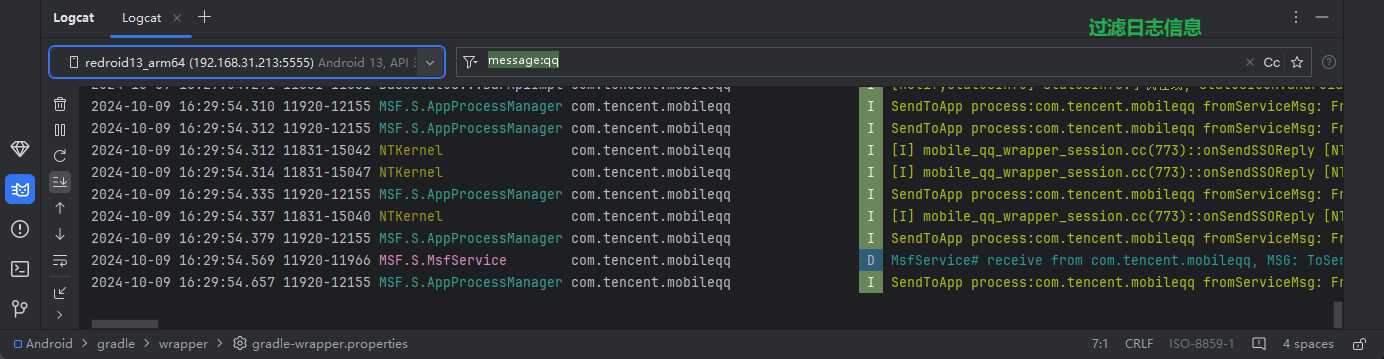 Logcat Logcat
过滤日志信息
redroid13_arm64 (192.168.31.213:5555) Android 13, API 3 message:qq Cc
2024-10-09 16:29:54.310 11920-12155 MSF.S.AppProcessManager com.tencent.mobileqq I SendToApp process:com.tencent.mobileqq fromServiceMsg: Fr
2024-10-09 16:29:54.312 11920-12155 MSF.S.AppProcessManager com.tencent.mobileqq I SendToApp process:com.tencent.mobileqq fromServiceMsg: Fr
2024-10-09 16:29:54.312 11831-15042 NTKernel com.tencent.mobileqq I [I] mobile_qq_wrapper_session.cc(773)::onSendSSOReply [NT
2024-10-09 16:29:54.314 11831-15047 NTKernel com.tencent.mobileqq I [I] mobile_qq_wrapper_session.cc(773)::onSendSSOReply [NT
2024-10-09 16:29:54.335 11920-12155 MSF.S.AppProcessManager com.tencent.mobileqq I SendToApp process:com.tencent.mobileqq fromServiceMsg: Fr
2024-10-09 16:29:54.337 11831-15040 NTKernel com.tencent.mobileqq I [I] mobile_qq_wrapper_session.cc(773)::onSendSSOReply [NT
2024-10-09 16:29:54.379 11920-12155 MSF.S.AppProcessManager com.tencent.mobileqq I SendToApp process:com.tencent.mobileqq fromServiceMsg: Fr
2024-10-09 16:29:54.569 11920-11966 MSF.S.MsfService com.tencent.mobileqq D MsfService# receive from com.tencent.mobileqq, MSG: ToSer
2024-10-09 16:29:54.657 11920-12155 MSF.S.AppProcessManager com.tencent.mobileqq I SendToApp process:com.tencent.mobileqq fromServiceMsg: Fr
Android > gradle > wrapper > gradle-wrapper.properties 7:1 CRLF ISO-8859-1 4 spaces